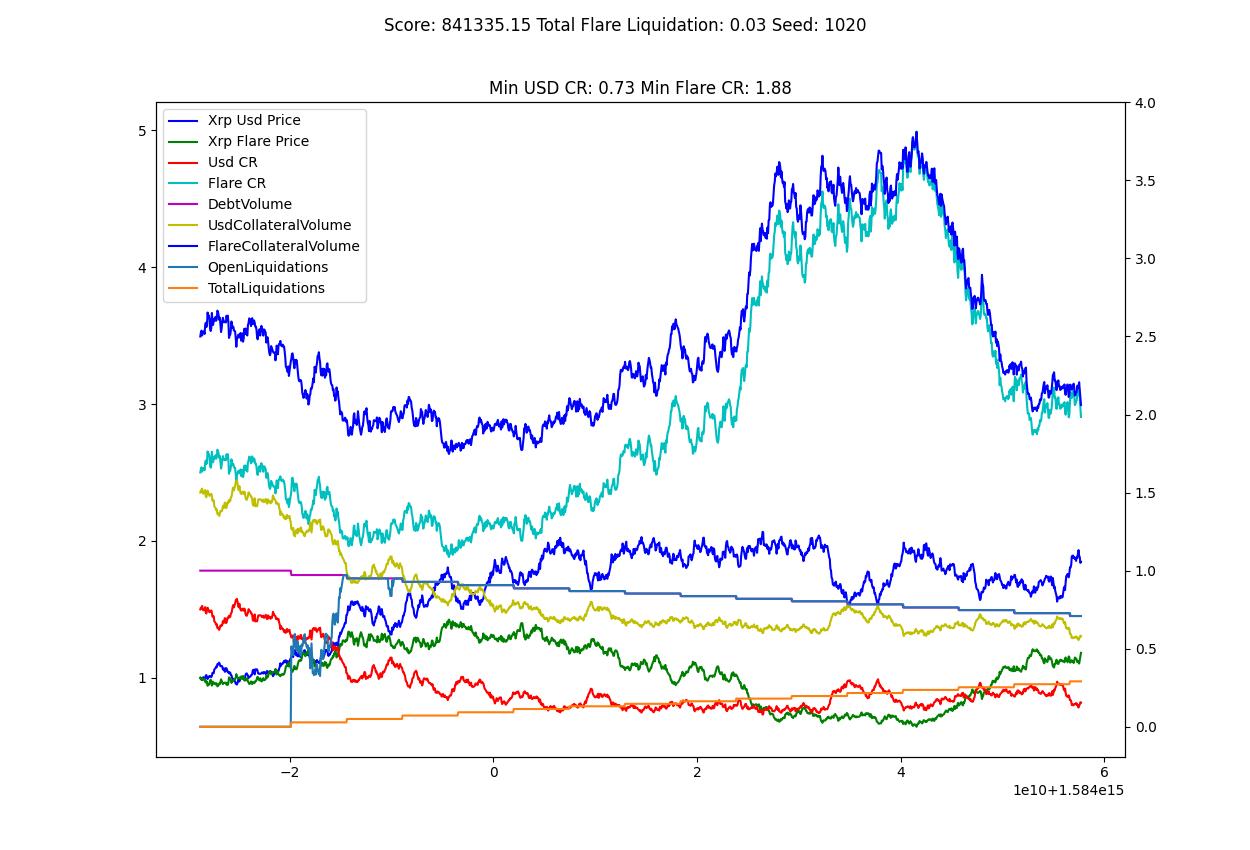 Score: 841335.15 Total Flare Liquidation: 0.03 Seed: 1020
Min USD CR: 0.73 Min Flare CR: 1.88
Xrp Usd Price
Xrp Flare Price
Usd CR
Flare CR
DebtVolume
UsdCollateralVolume
FlareCollateralVolume
OpenLiquidations
TotalLiquidations
5
4
3
2
1
4.0
3.5
3.0
2.5
2.0
1.5
1.0
0.5
0.0
−2 0 2 4 6
1e10+1.584e15